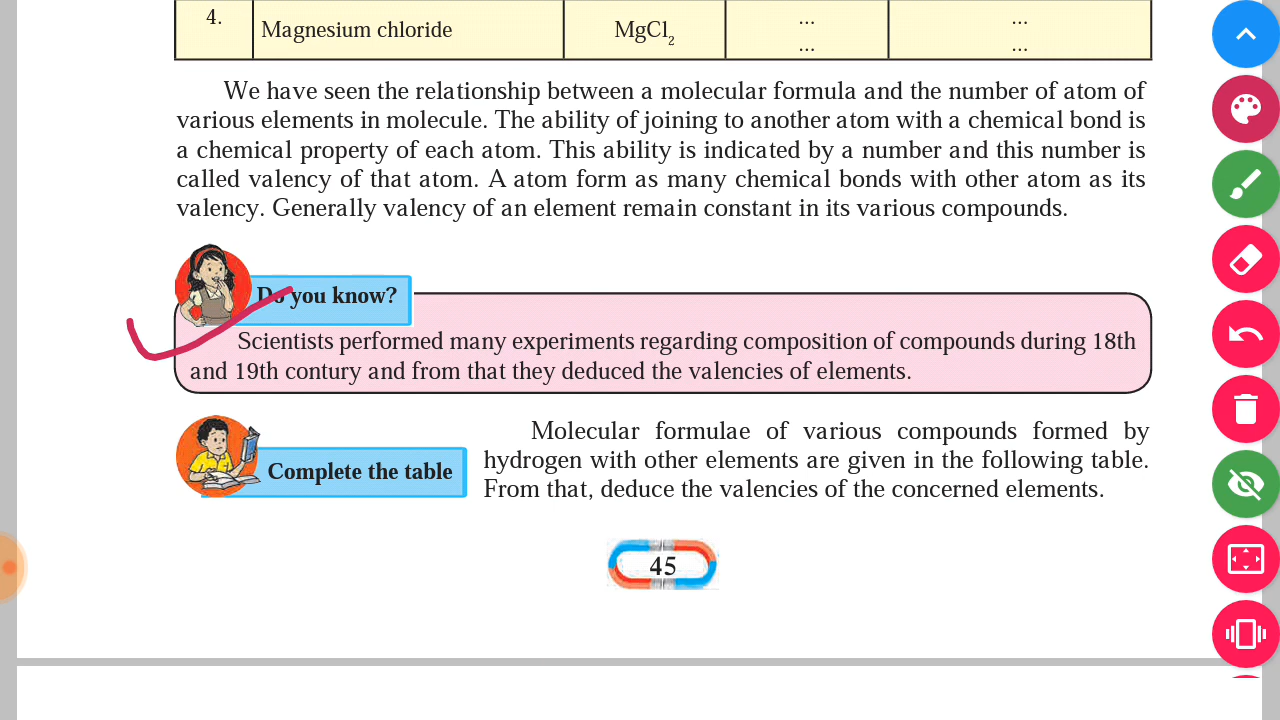 4. Magnesium chloride MgCl₂ ... ...
... ...
We have seen the relationship between a molecular formula and the number of atom of
various elements in molecule. The ability of joining to another atom with a chemical bond is
a chemical property of each atom. This ability is indicated by a number and this number is
called valency of that atom. A atom form as many chemical bonds with other atom as its
valency. Generally valency of an element remain constant in its various compounds.
Do you know?
Scientists performed many experiments regarding composition of compounds during 18th
and 19th contury and from that they deduced the valencies of elements.
Complete the table
Molecular formulae of various compounds formed by
hydrogen with other elements are given in the following table.
From that, deduce the valencies of the concerned elements.
45